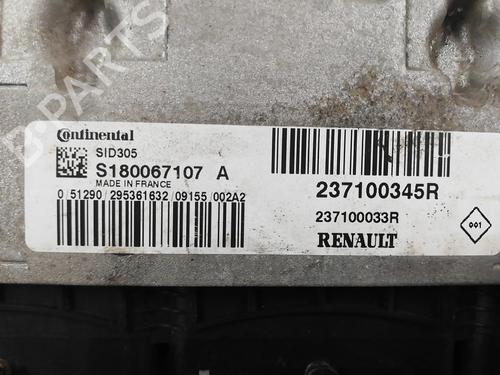 B-PARTS
Continental
SID305
S180067107 A
MADE IN FRANCE
0/51290/295361632/09155/002A2
237100345R
237100033R
RENAULT
001